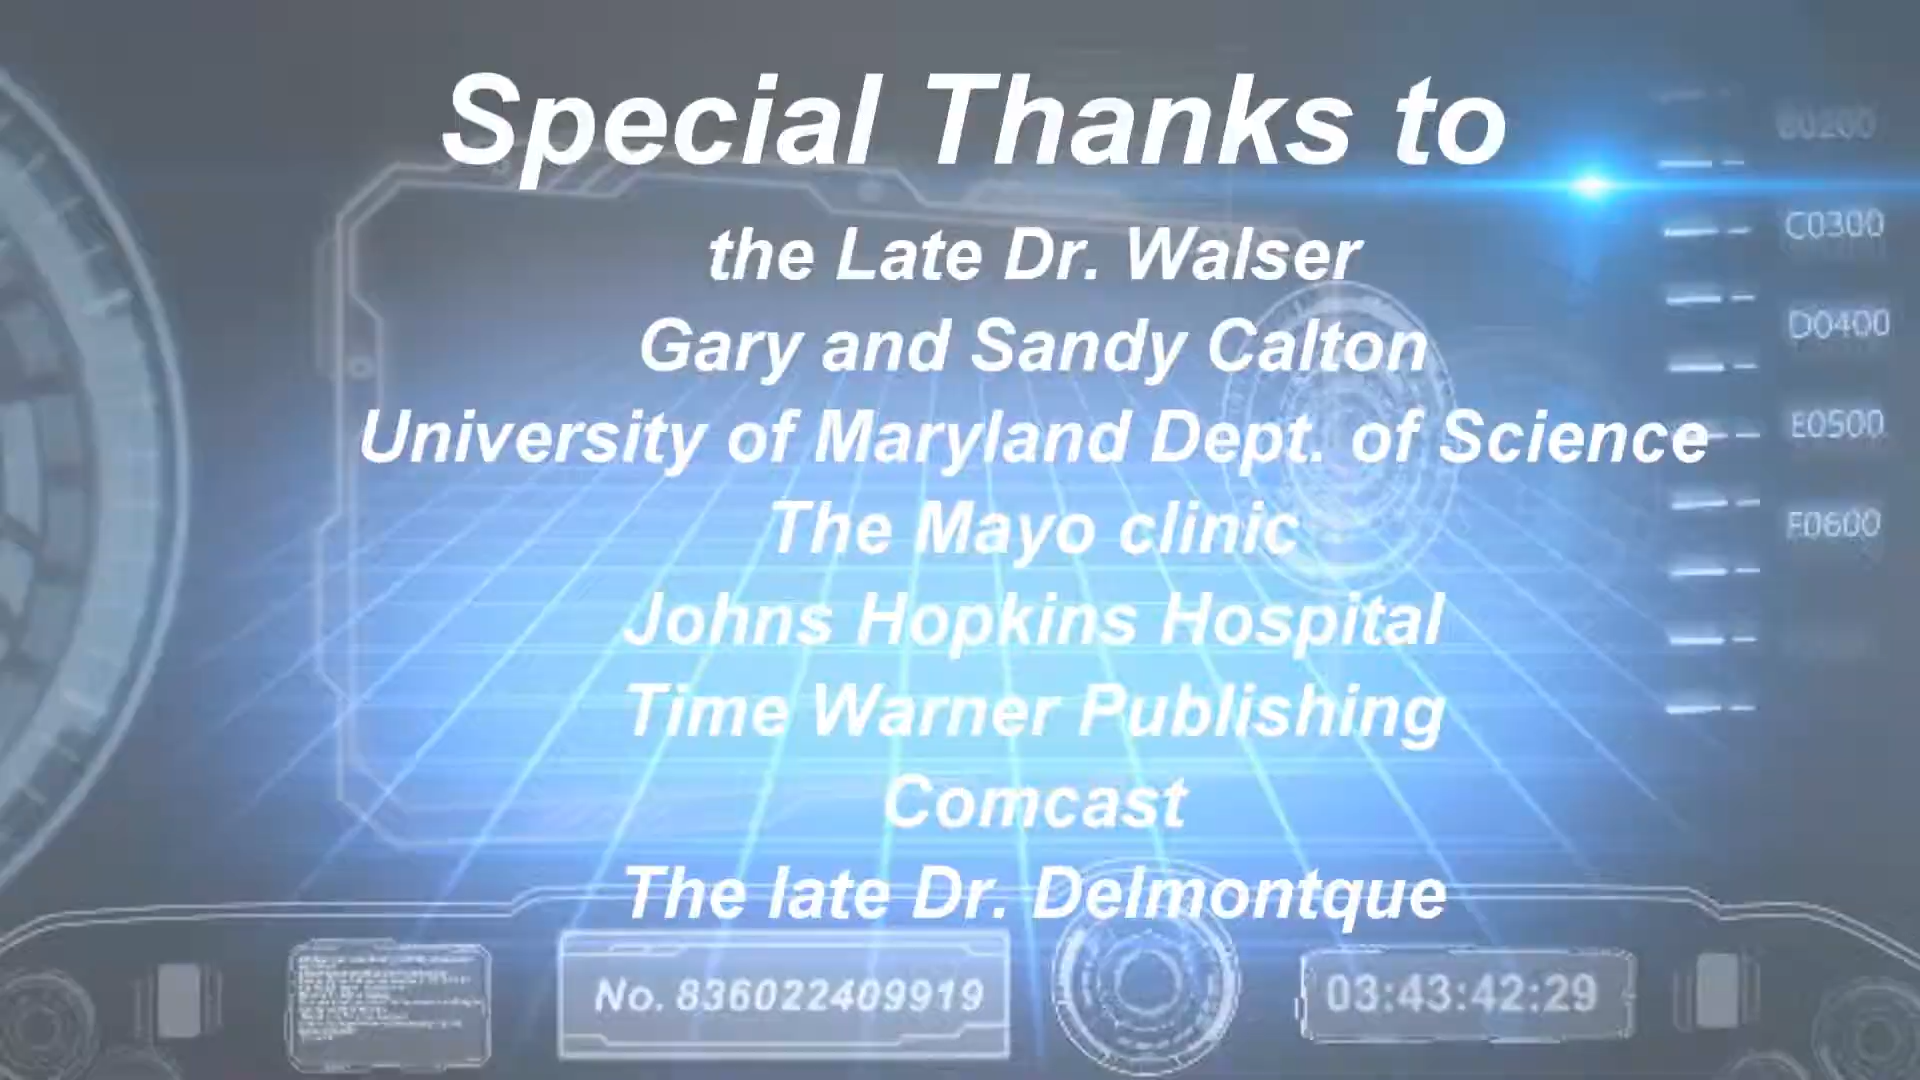 Special Thanks to
the Late Dr. Walser
Gary and Sandy Calton
University of Maryland Dept. of Science
The Mayo clinic
Johns Hopkins Hospital
Time Warner Publishing
Comcast
The late Dr. Delmontque
B0200
C0300
D0400
E0500
F0600
No. 836022409919
03:43:42:29